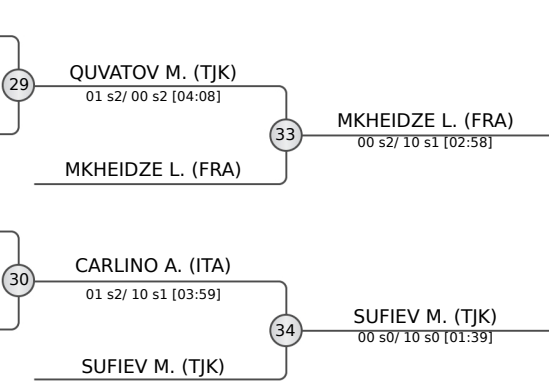 QUVATOV M. (TJK)
29
01 s2/ 00 s2 [04:08]
MKHEIDZE L. (FRA)
33
00 s2/ 10 s1 [02:58]
MKHEIDZE L. (FRA)
CARLINO A. (ITA)
30
01 s2/ 10 s1 [03:59]
SUFIEV M. (TJK)
34
00 s0/ 10 s0 [01:39]
SUFIEV M. (TJK)